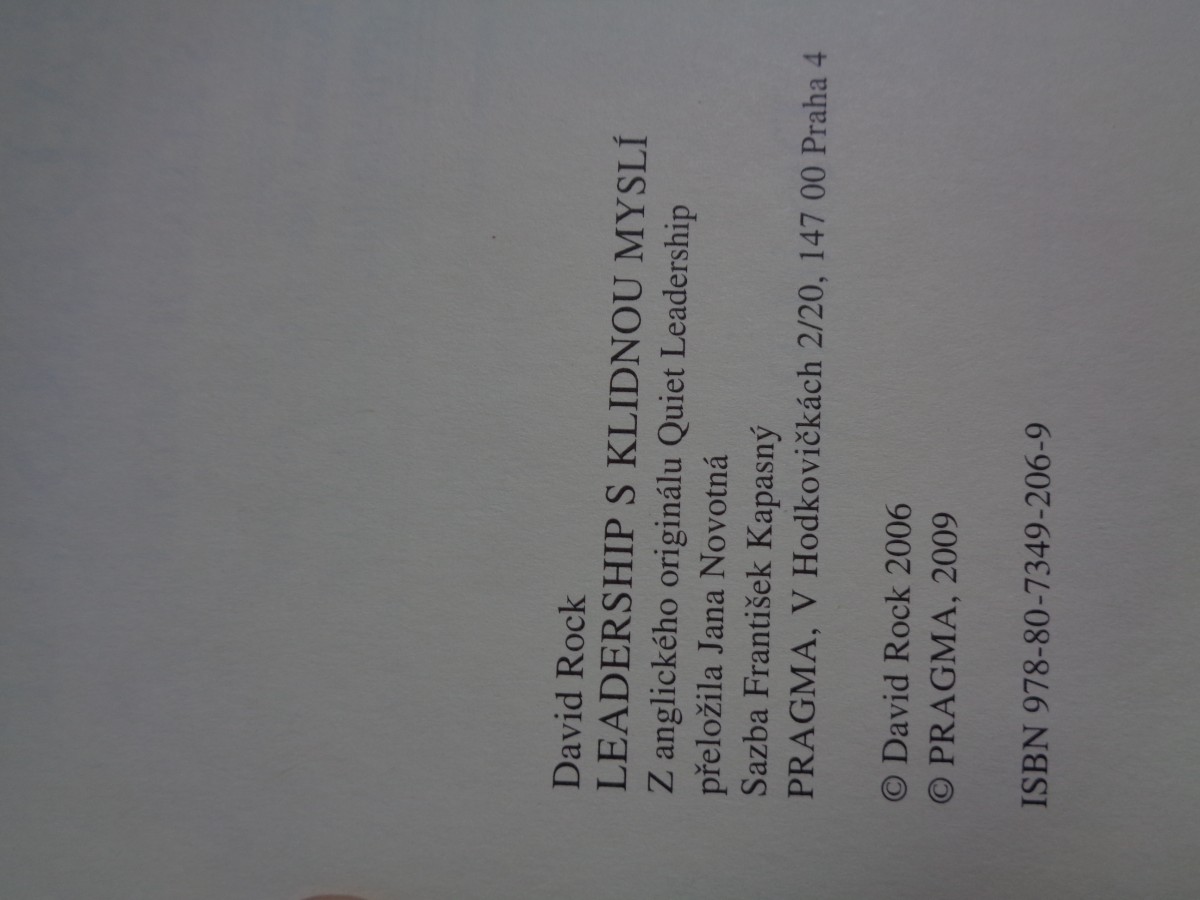 David Rock
LEADERSHIP S KLIDNOU MYSLÍ
Z anglického originálu Quiet Leadership
přeložila Jana Novotná
Sazba František Kapasný
PRAGMA, V Hodkovičkách 2/20, 147 00 Praha 4
© David Rock 2006
© PRAGMA, 2009
ISBN 978-80-7349-206-9